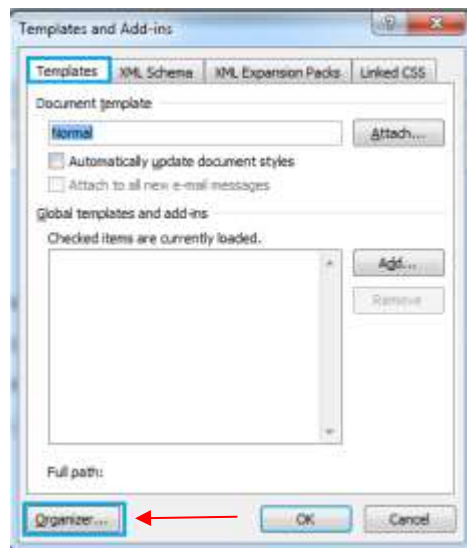 Templates and Add-ins
Templates XML Schema XML Expansion Packs Linked CSS
Document template
Normal Attach...
Automatically update document styles
Attach to all new e-mail messages
Global templates and add-ins
Checked items are currently loaded.
Add...
Remove
Full path:
Organizer... OK Cancel